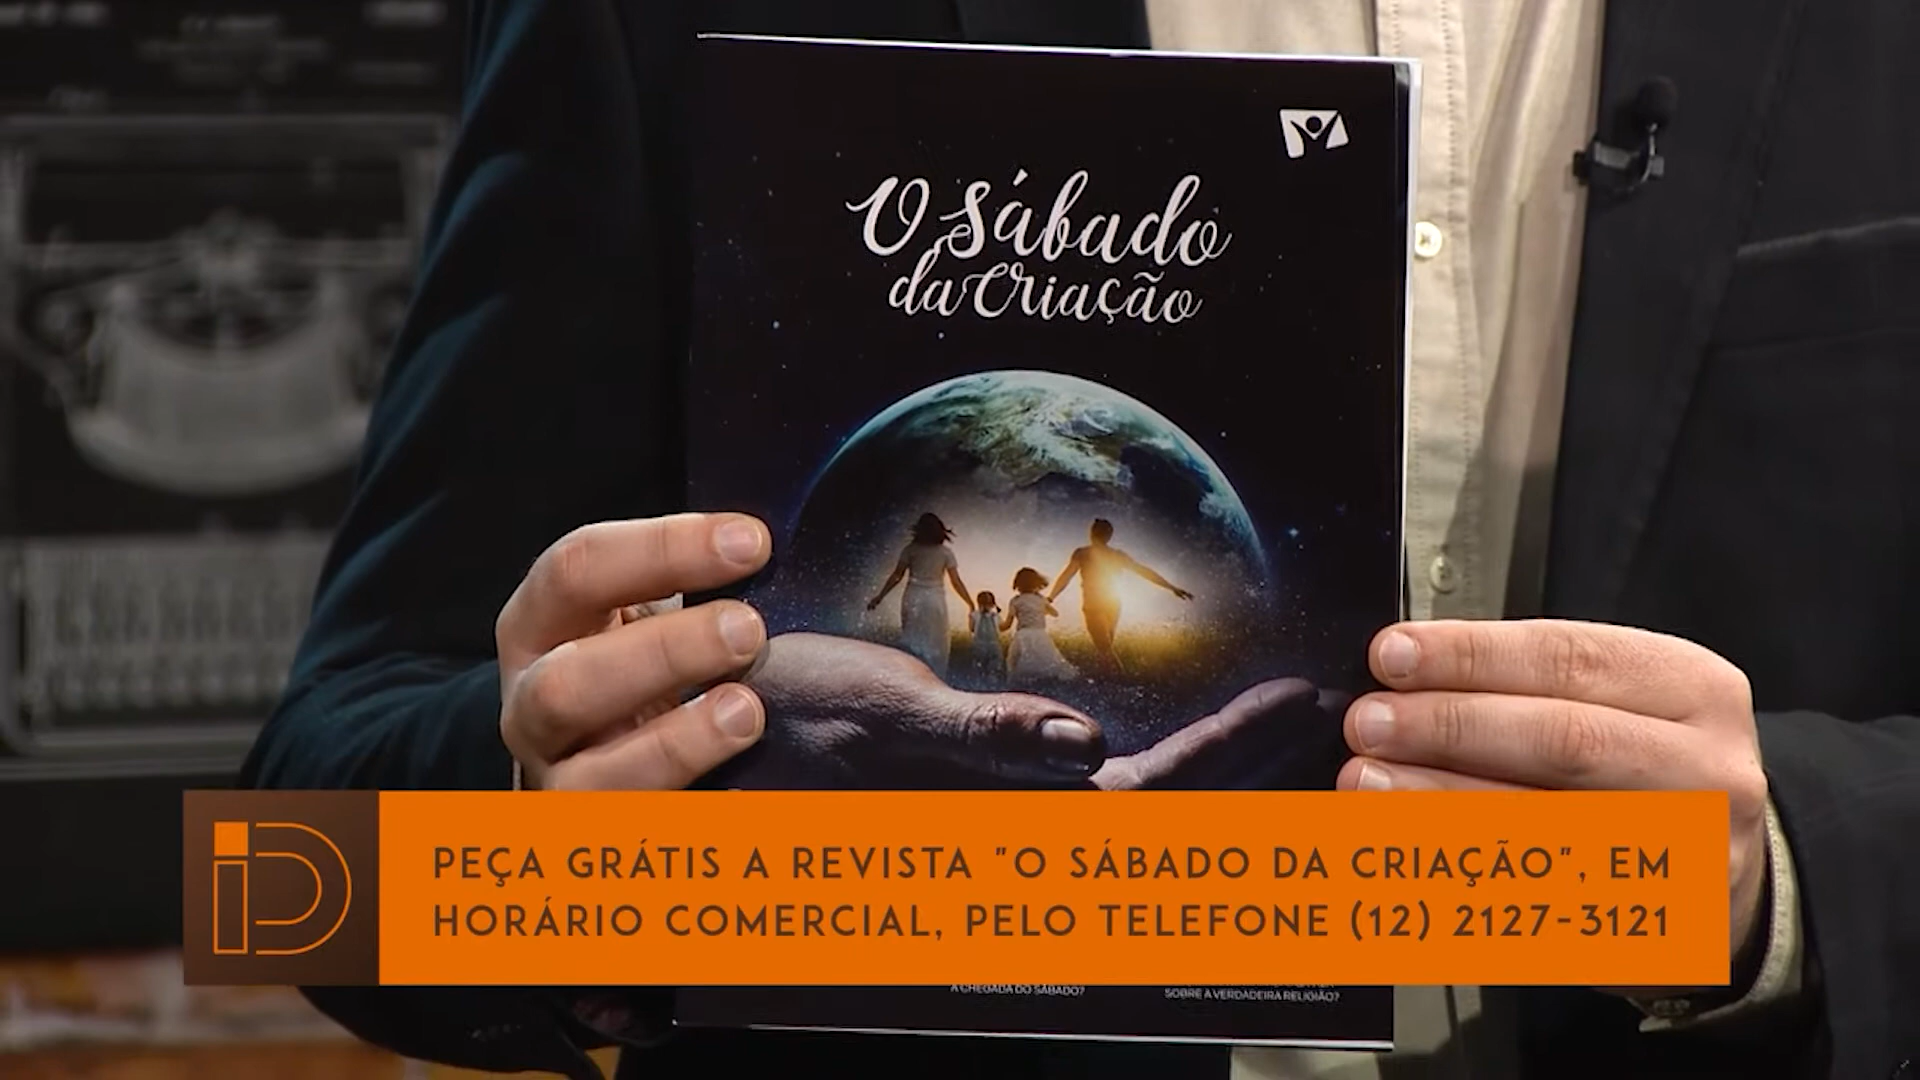 O Sábado
da Criação
PEÇA GRÁTIS A REVISTA "O SÁBADO DA CRIAÇÃO", EM
HORÁRIO COMERCIAL, PELO TELEFONE (12) 2127-3121
A CHEGADA DO SÁBADO?
SOBRE A VERDADEIRA RELIGIÃO?